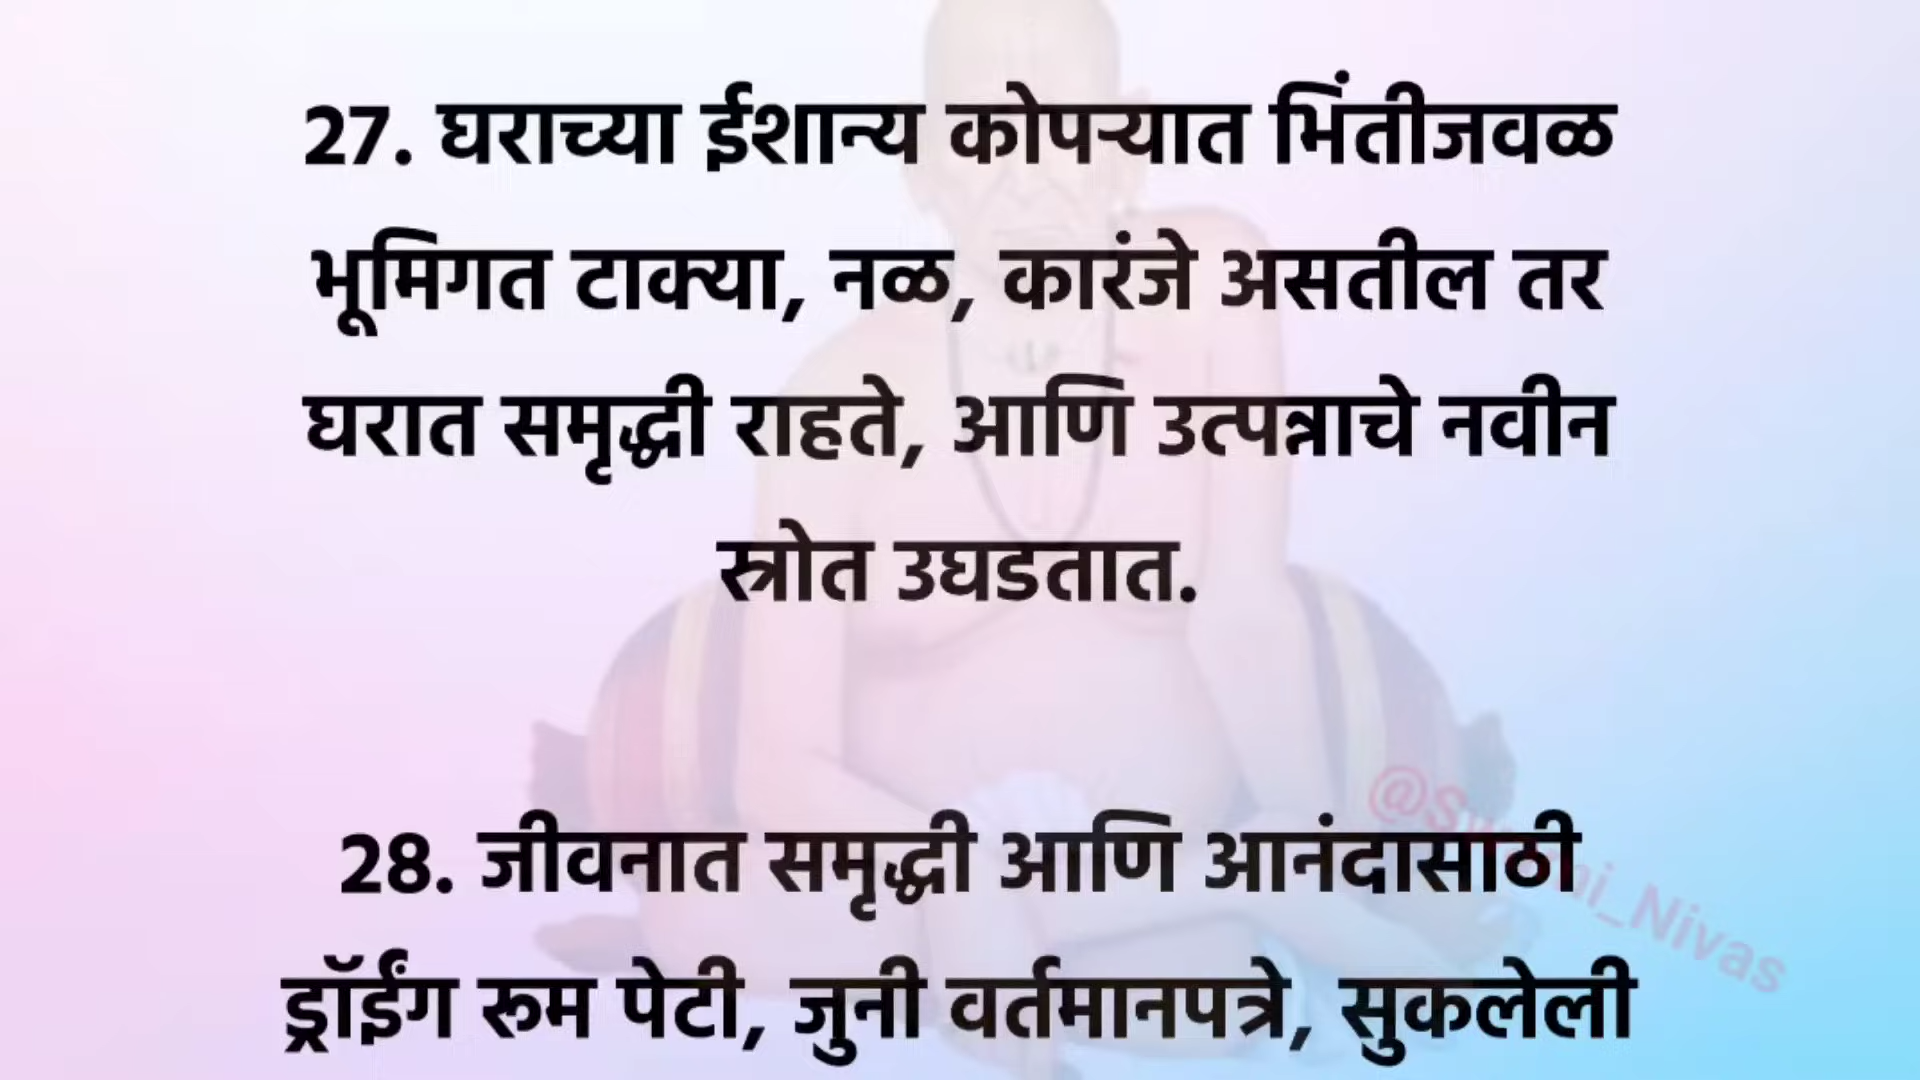 27. घराच्या ईशान्य कोपऱ्यात भिंतीजवळ
भूमिगत टाक्या, नळ, कारंजे असतील तर
घरात समृद्धी राहते, आणि उत्पन्नाचे नवीन
स्त्रोत उघडतात.
28. जीवनात समृद्धी आणि आनंदासाठी
ड्रॉईंग रूम पेटी, जुनी वर्तमानपत्रे, सुकलेली
@Swami_Nivas